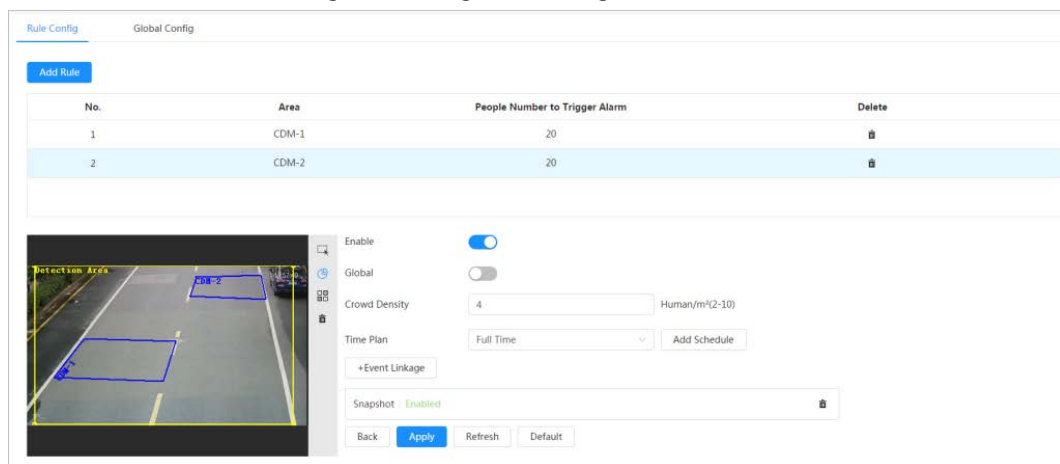 Rule Config Global Config
Add Rule
No. Area People Number to Trigger Alarm Delete
1 CDM-1 20
2 CDM-2 20
Enable
Detection Area
CDM-2
Global
Crowd Density 4 Human/m²(2-10)
Time Plan Full Time Add Schedule
CDM-1
+Event Linkage
Snapshot : Enabled
Back Apply Refresh Default